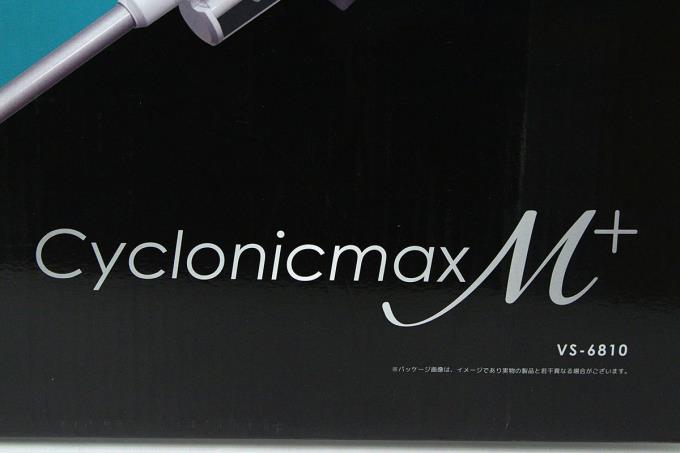 Cyclonicmax M+
VS-6810
※パッケージ画像は、イメージであり実物の製品と若干異なる場合がございます。